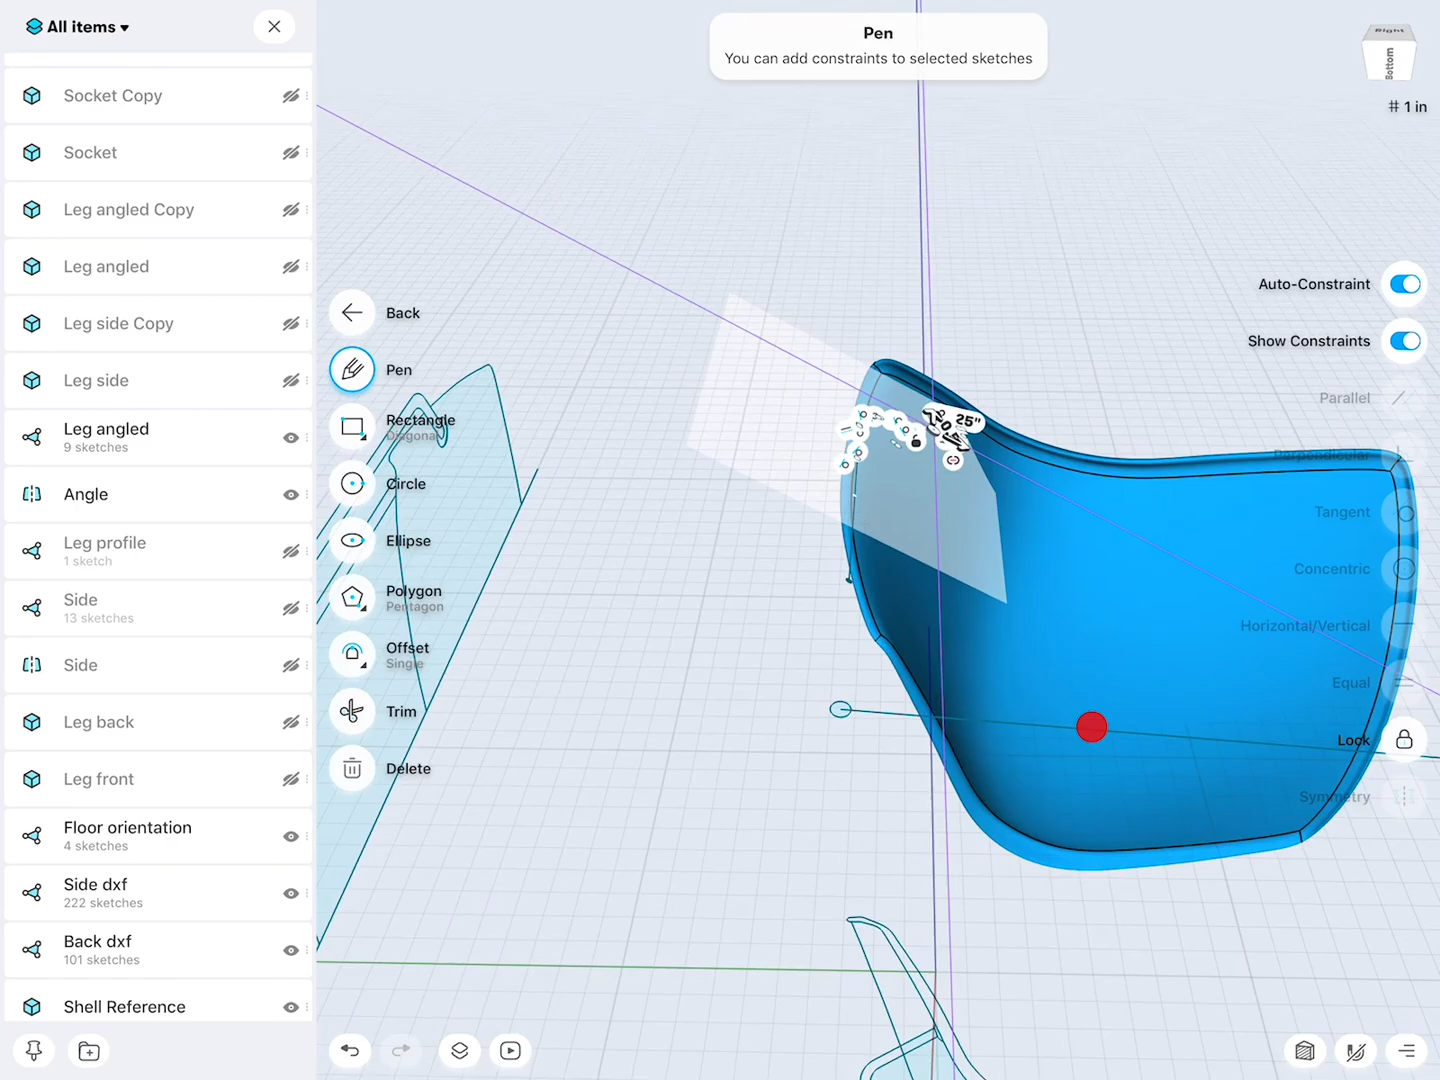 All items
Pen
You can add constraints to selected sketches
Right
Bottom
# 1 in
Socket Copy
Socket
Leg angled Copy
Leg angled
Leg side Copy
Leg side
Leg angled
9 sketches
Angle
Leg profile
1 sketch
Side
13 sketches
Side
Leg back
Leg front
Floor orientation
4 sketches
Side dxf
222 sketches
Back dxf
101 sketches
Shell Reference
Back
Pen
Rectangle
Diagonal
Circle
Ellipse
Polygon
Pentagon
Offset
Single
Trim
Delete
25"
Auto-Constraint
Show Constraints
Parallel
Perpendicular
Tangent
Concentric
Horizontal/Vertical
Equal
Lock
Symmetry